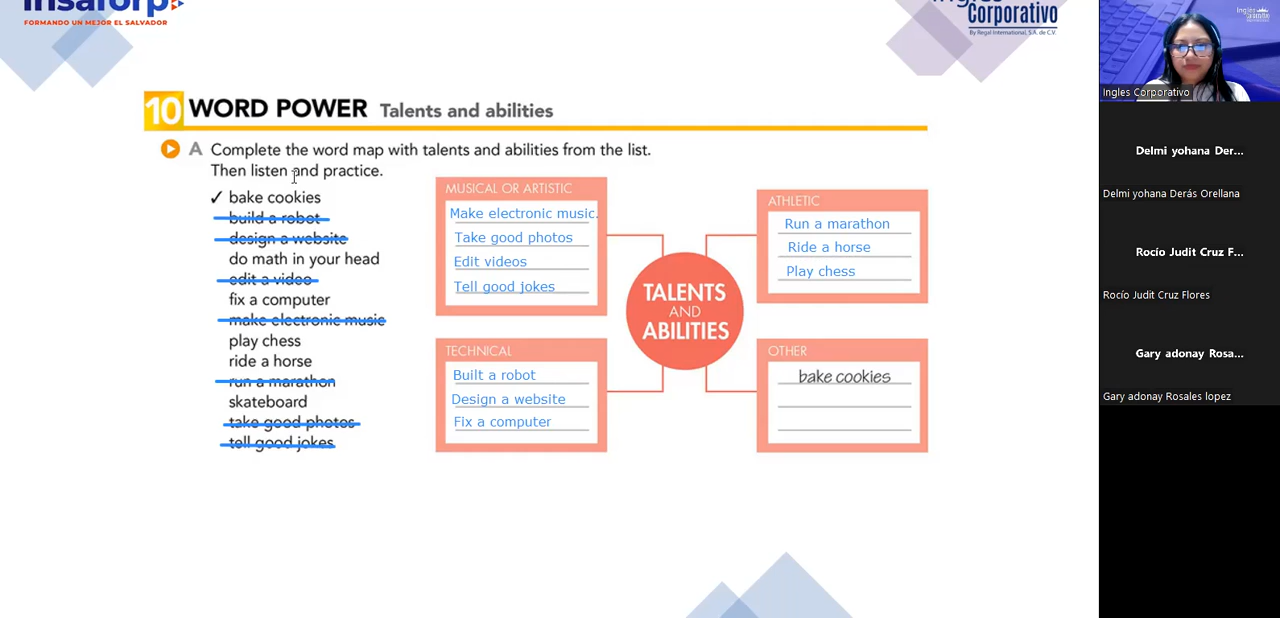 insaforp
FORMANDO UN MEJOR EL SALVADOR
Ingles
Corporativo
By Regal International, S.A. de C.V.
10 WORD POWER Talents and abilities
A Complete the word map with talents and abilities from the list.
Then listen and practice.
✓ bake cookies
build a robot
design a website
do math in your head
edit a video
fix a computer
make electronic music
play chess
ride a horse
run a marathon
skateboard
take good photos
tell good jokes
MUSICAL OR ARTISTIC
Make electronic music.
Take good photos
Edit videos
Tell good jokes
TECHNICAL
Built a robot
Design a website
Fix a computer
TALENTS
AND
ABILITIES
ATHLETIC
Run a marathon
Ride a horse
Play chess
OTHER
bake cookies
Ingles Corporativo
Delmi yohana Der...
Delmi yohana Derás Orellana
Rocío Judit Cruz F...
Rocío Judit Cruz Flores
Gary adonay Rosa...
Gary adonay Rosales lopez